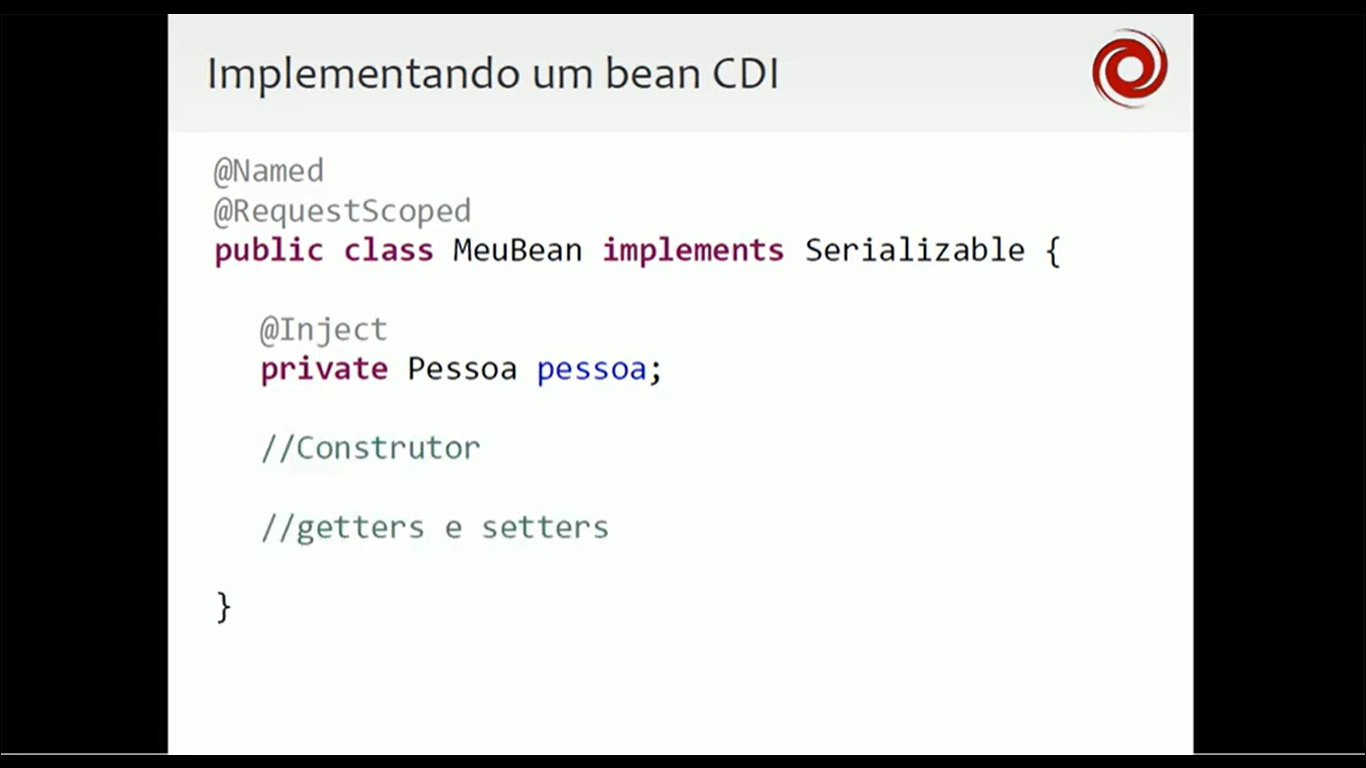 Implementando um bean CDI
@Named
@RequestScoped
public class MeuBean implements Serializable {
@Inject
private Pessoa pessoa;
//Construtor
//getters e setters
}